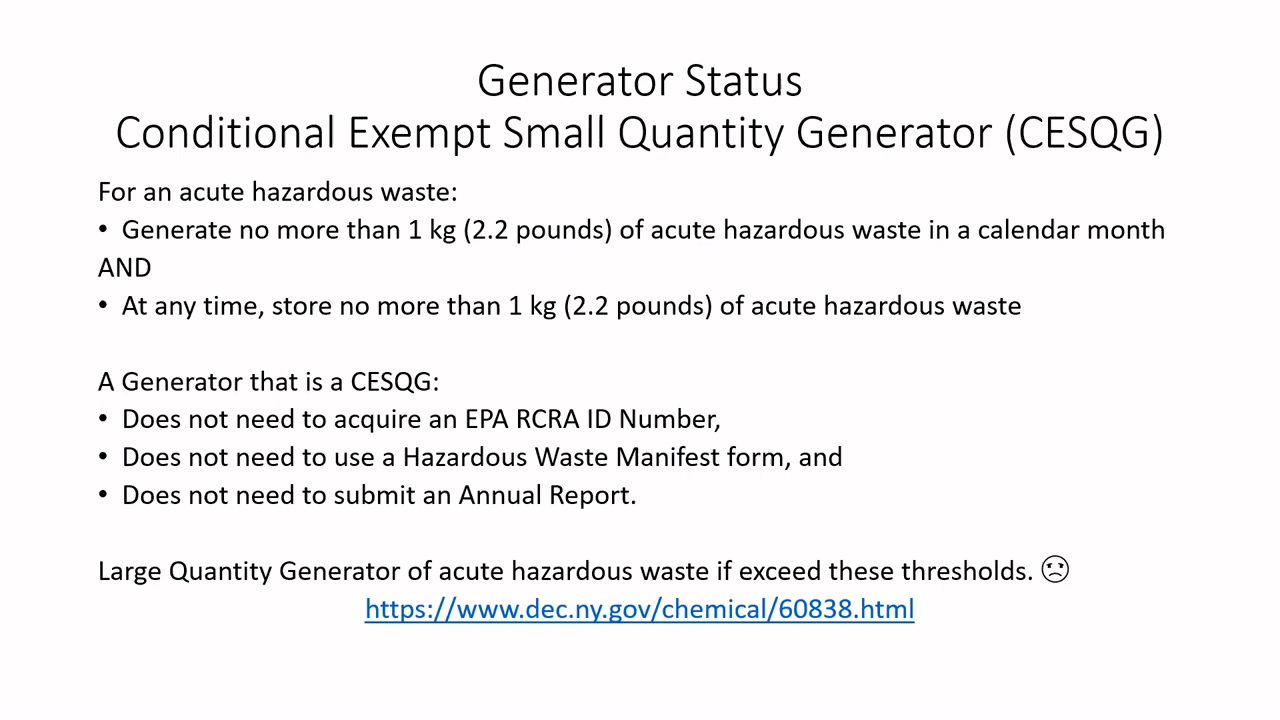 Generator Status
Conditional Exempt Small Quantity Generator (CESQG)
For an acute hazardous waste:
• Generate no more than 1 kg (2.2 pounds) of acute hazardous waste in a calendar month
AND
• At any time, store no more than 1 kg (2.2 pounds) of acute hazardous waste
A Generator that is a CESQG:
• Does not need to acquire an EPA RCRA ID Number,
• Does not need to use a Hazardous Waste Manifest form, and
• Does not need to submit an Annual Report.
Large Quantity Generator of acute hazardous waste if exceed these thresholds. ☹
https://www.dec.ny.gov/chemical/60838.html